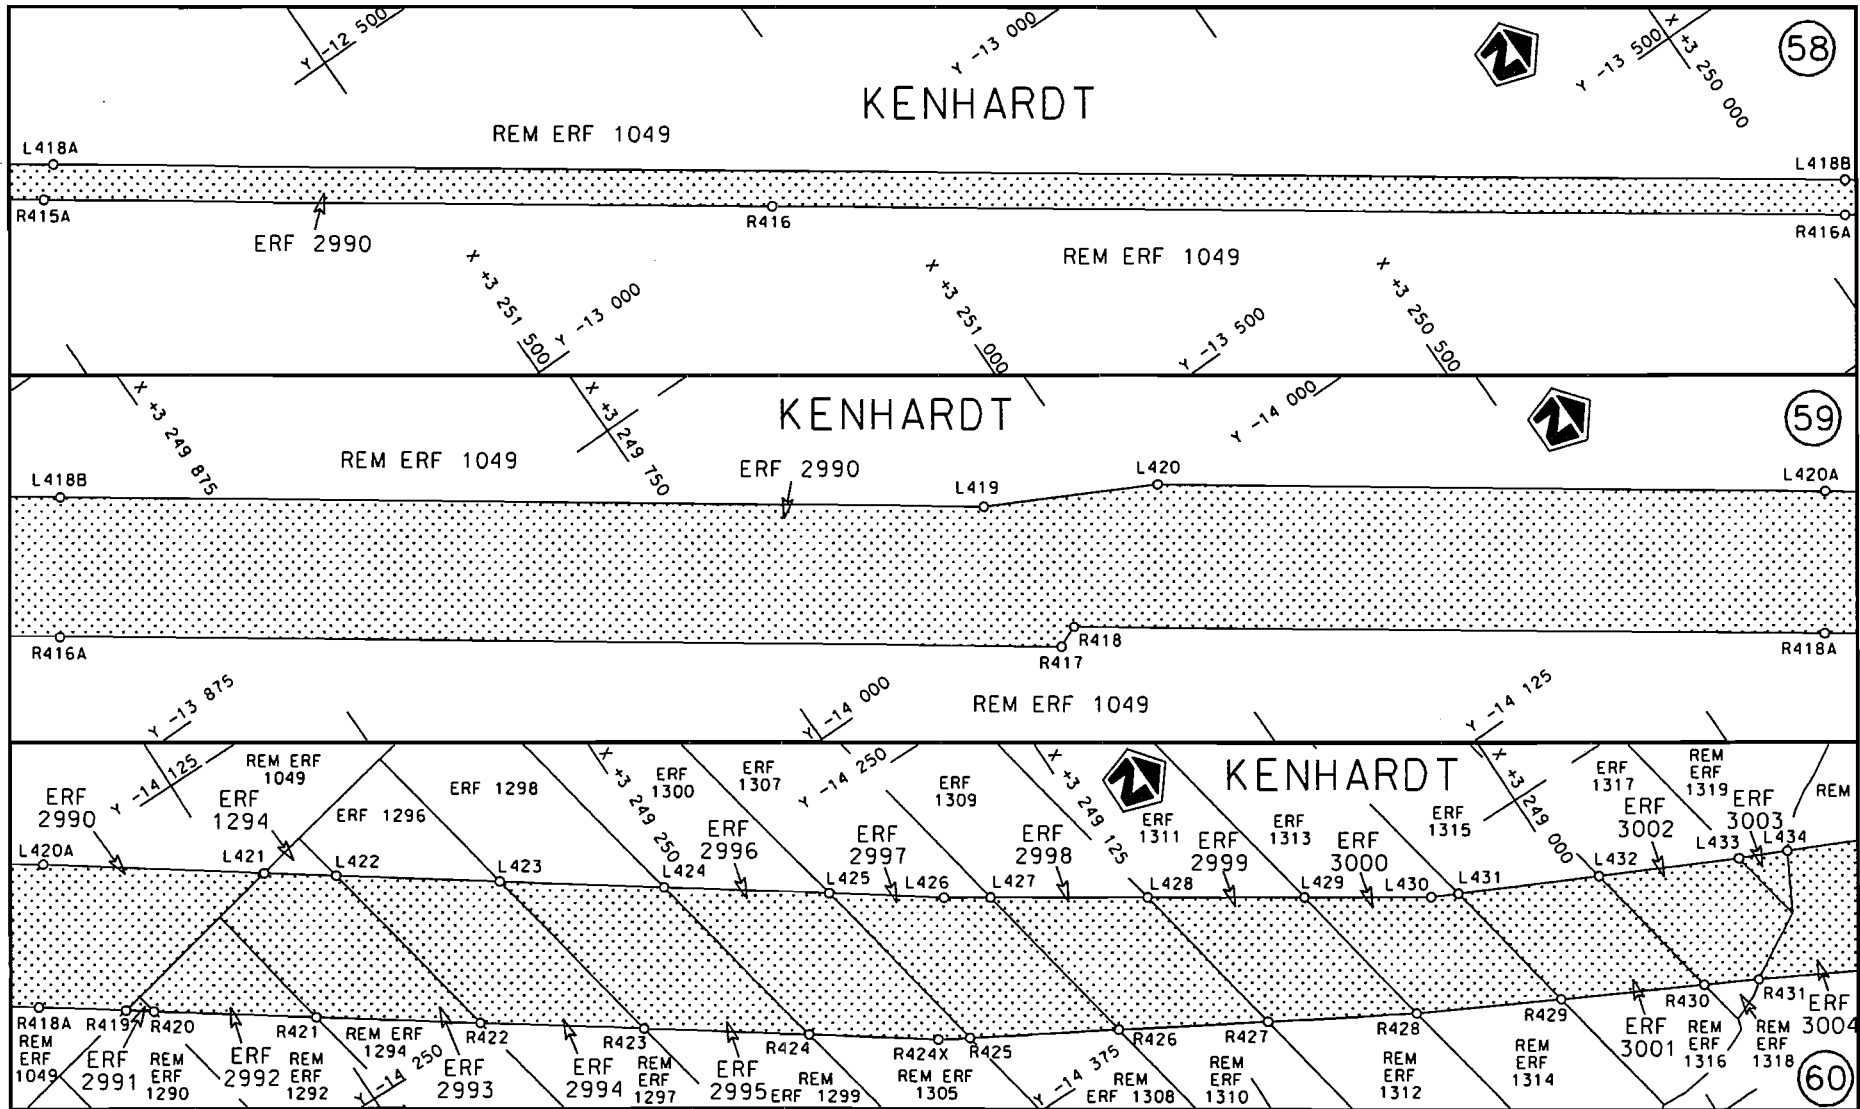 Y -12 500
Y -13 000
Y -13 500
X +3 250 000
58
KENHARDT
REM ERF 1049
L418A
L418B
R415A
R416
R416A
ERF 2990
REM ERF 1049
X +3 251 500
Y -13 000
X +3 251 000
Y -13 500
X +3 250 500
X +3 249 875
X +3 249 750
KENHARDT
Y -14 000
59
REM ERF 1049
ERF 2990
L418B
L419
L420
L420A
R416A
R417
R418
R418A
REM ERF 1049
Y -13 875
Y -14 000
Y -14 125
Y -14 125
REM ERF
1049
ERF 1298
X +3 249 250
ERF
1300
ERF
1307
Y -14 250
ERF
1309
X +3 249 125
KENHARDT
ERF
1311
ERF
1313
ERF
1315
X +3 249 000
ERF
1317
REM
ERF
1319
REM
ERF
2990
ERF
1294
ERF 1296
ERF
2996
ERF
2997
ERF
2998
ERF
2999
ERF
3000
ERF
3002
ERF
3003
L420A
L421
L422
L423
L424
L425
L426
L427
L428
L429
L430
L431
L432
L433
L434
R418A
R419
R420
R421
R422
R423
R424
R424X
R425
R426
R427
R428
R429
R430
R431
REM
ERF
1049
ERF
2991
REM
ERF
1290
ERF
2992
REM
ERF
1292
REM ERF
1294
Y -14 250
ERF
2993
ERF
2994
REM
ERF
1297
ERF
2995
REM
ERF 1299
REM ERF
1305
Y -14 375
REM
ERF 1308
REM
ERF
1310
REM
ERF
1312
REM
ERF
1314
ERF
3001
REM
ERF
1316
REM
ERF
1318
ERF
3004
60